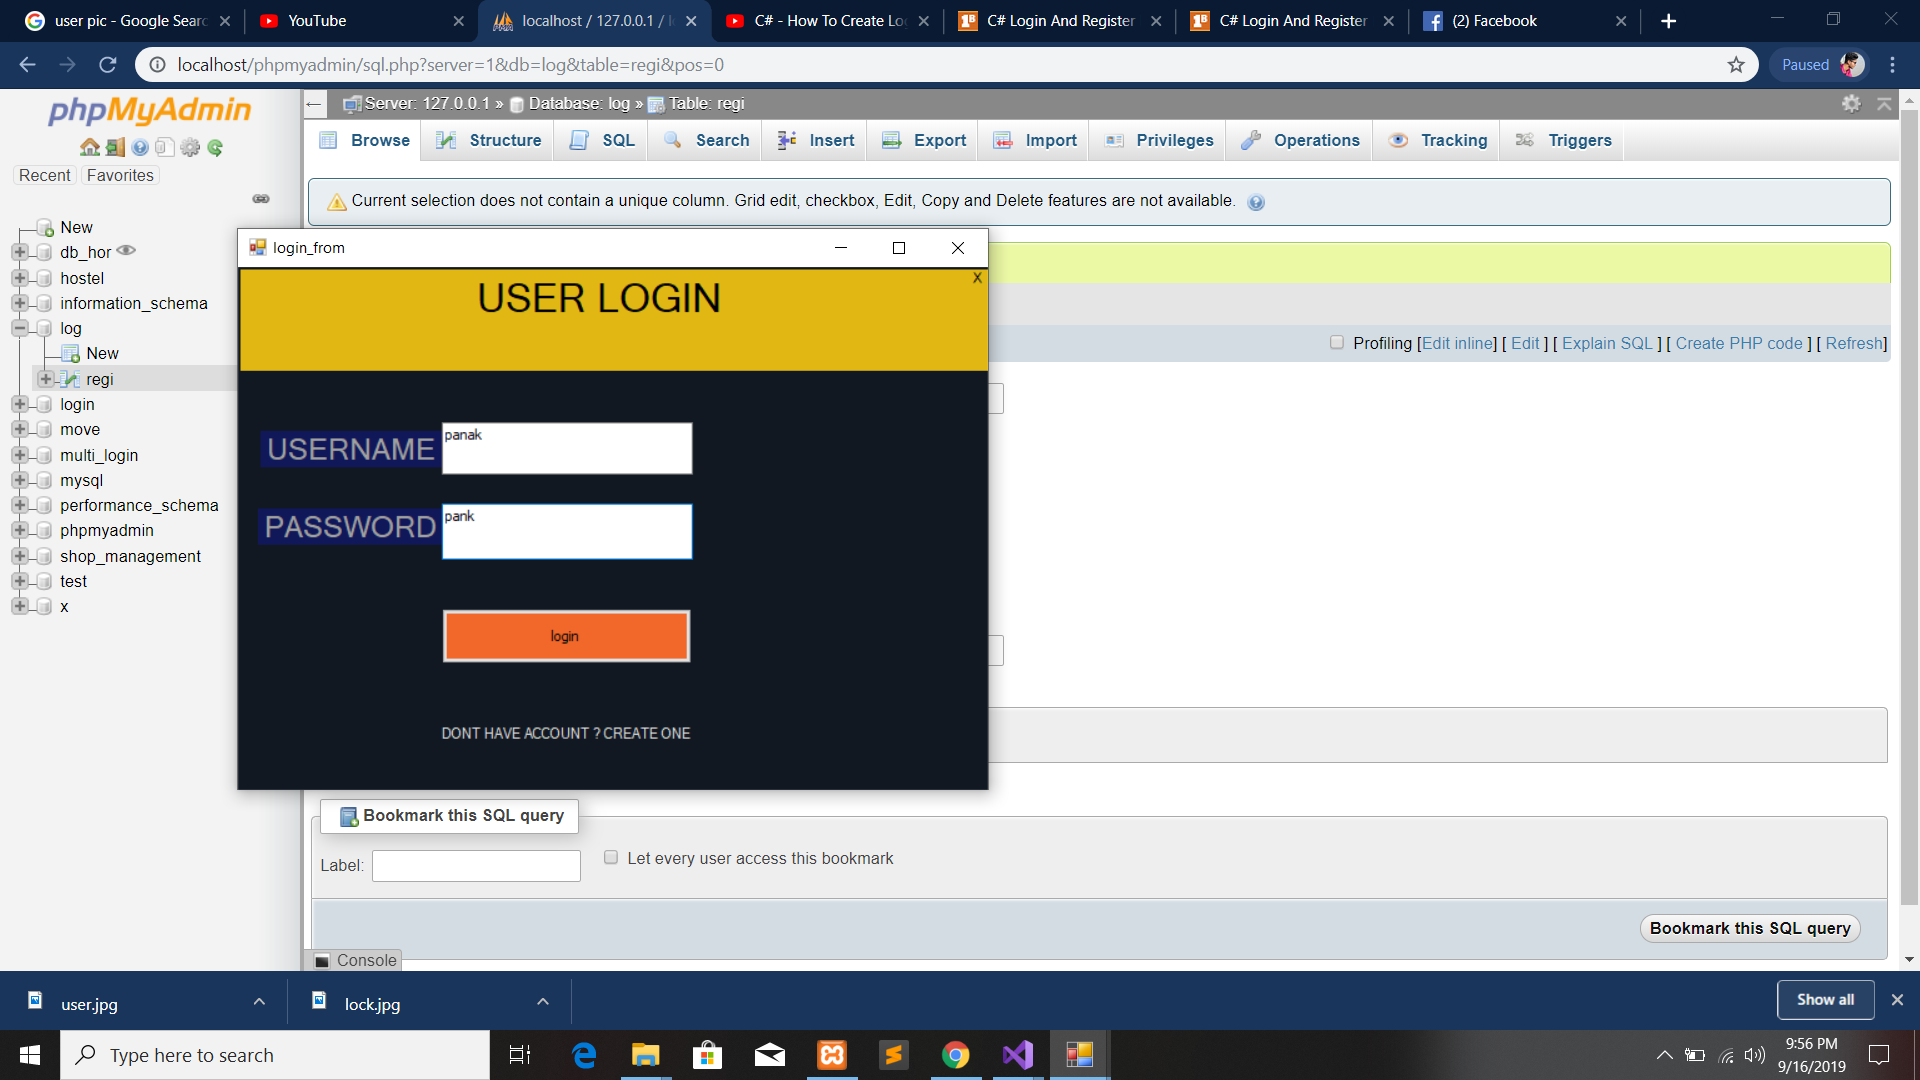 user pic - Google Searc
YouTube
localhost / 127.0.0.1 / l
C# - How To Create Lo
C# Login And Register
C# Login And Register
(2) Facebook
localhost/phpmyadmin/sql.php?server=1&db=log&table=regi&pos=0
Paused
phpMyAdmin
Recent
Favorites
New
db_hor
hostel
information_schema
log
New
regi
login
move
multi_login
mysql
performance_schema
phpmyadmin
shop_management
test
x
Server: 127.0.0.1 » Database: log » Table: regi
Browse
Structure
SQL
Search
Insert
Export
Import
Privileges
Operations
Tracking
Triggers
Current selection does not contain a unique column. Grid edit, checkbox, Edit, Copy and Delete features are not available.
Profiling [Edit inline] [ Edit ] [ Explain SQL ] [ Create PHP code ] [ Refresh]
login_from
X
USER LOGIN
USERNAME
panak
PASSWORD
pank
login
DONT HAVE ACCOUNT ? CREATE ONE
Bookmark this SQL query
Label:
Let every user access this bookmark
Bookmark this SQL query
Console
user.jpg
lock.jpg
Show all
Type here to search
9:56 PM
9/16/2019